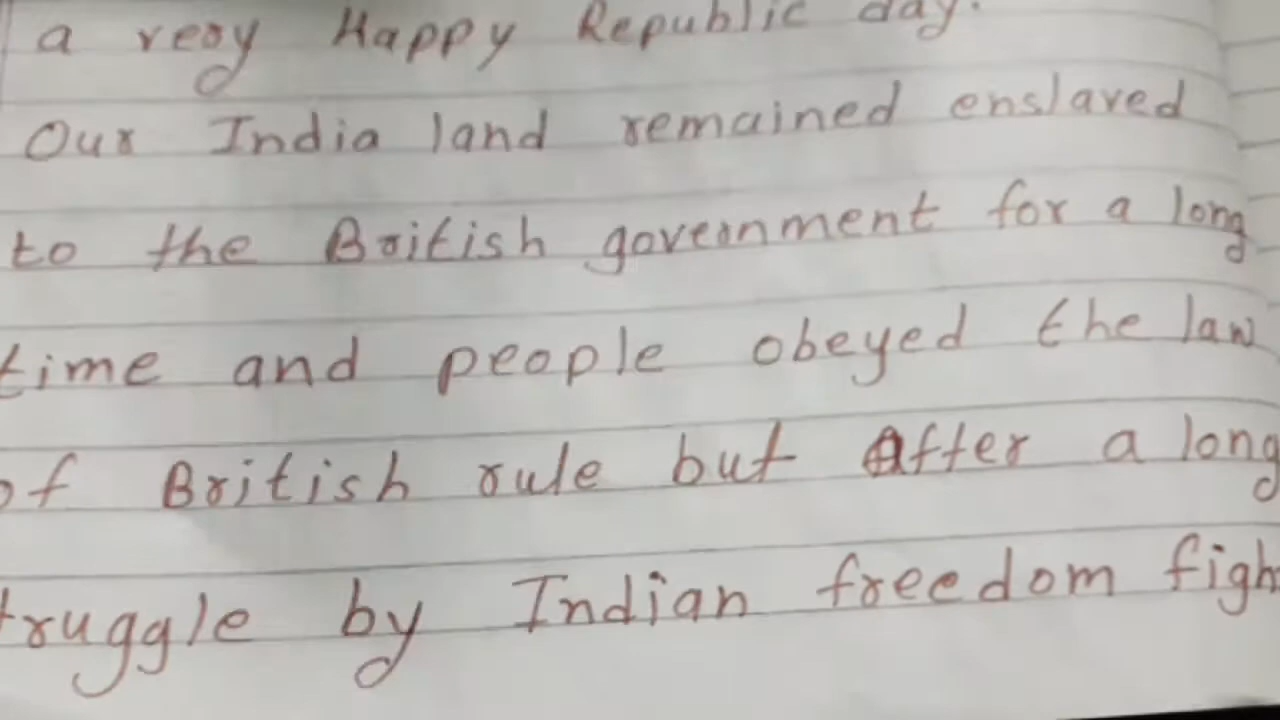 a very Happy Republic day.
Our India land remained enslaved
to the British government for a long
time and people obeyed the law
of British rule but After a long
truggle by Indian freedom figh